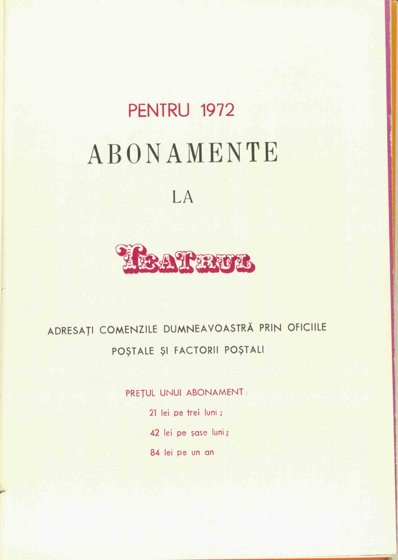 PENTRU 1972
ABONAMENTE
LA
TEATRUL
ADRESAȚI COMENZILE DUMNEAVOASTRĂ PRIN OFICIILE
POȘTALE ȘI FACTORII POȘTALI
PREȚUL UNUI ABONAMENT:
21 lei pe trei luni;
42 lei pe șase luni;
84 lei pe un an